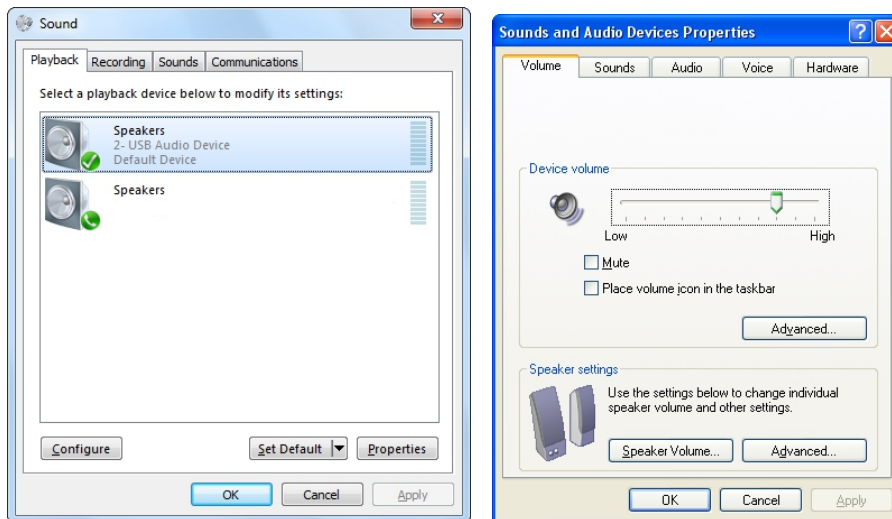 Sound
Playback Recording Sounds Communications
Select a playback device below to modify its settings:
Speakers
2- USB Audio Device
Default Device
Speakers
Configure Set Default Properties
OK Cancel Apply
Sounds and Audio Devices Properties
Volume Sounds Audio Voice Hardware
Device volume
Low High
Mute
Place volume icon in the taskbar
Advanced...
Speaker settings
Use the settings below to change individual
speaker volume and other settings.
Speaker Volume... Advanced...
OK Cancel Apply